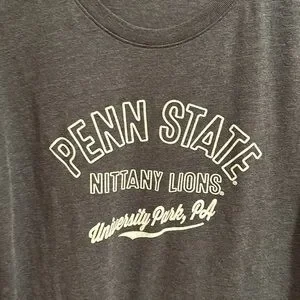 PENN STATE®
NITTANY LIONS®
University Park, PA